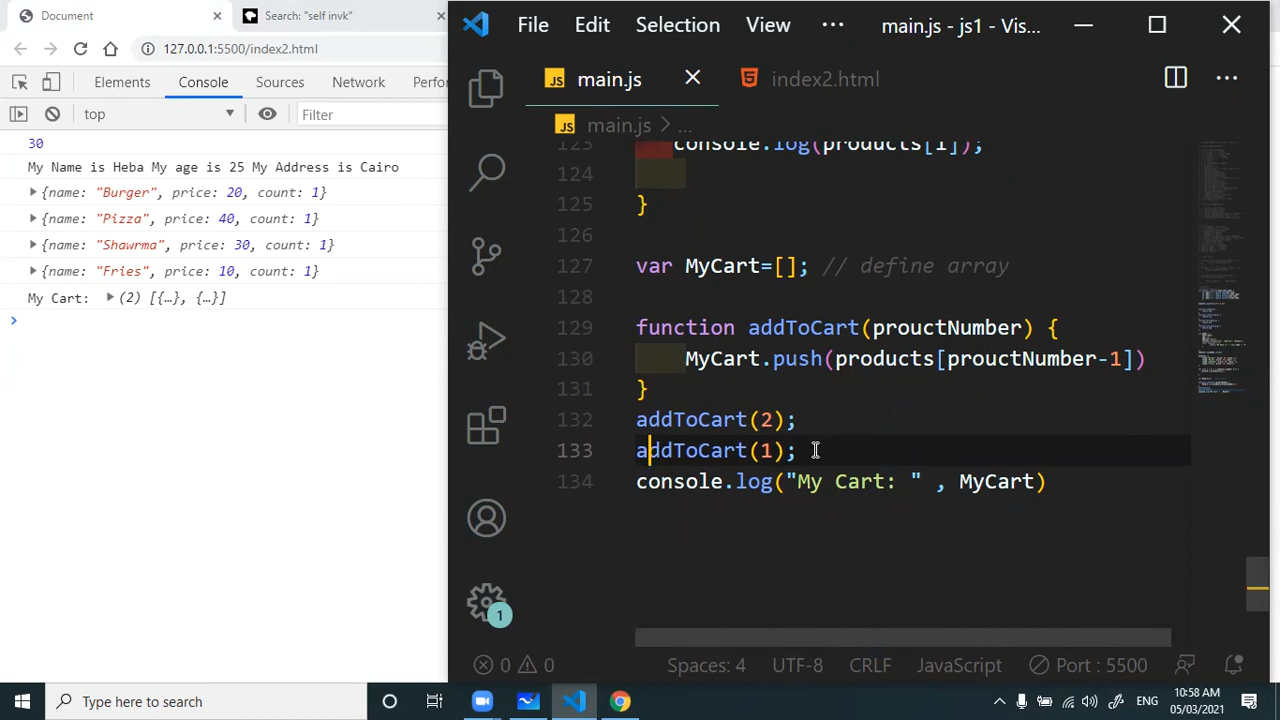 Document
Search: "self invk"
127.0.0.1:5500/index2.html
Elements Console Sources Network Perfo
top Filter
30
My Name is Heba My age is 25 My Address is Cairo
{name: "Burger", price: 20, count: 1}
{name: "Pizza", price: 40, count: 1}
{name: "Shawrma", price: 30, count: 1}
{name: "Fries", price: 10, count: 1}
My Cart: (2) [{…}, {…}]
File Edit Selection View ··· main.js - js1 - Vis...
JS main.js index2.html
JS main.js > ...
123 console.log(products[i]);
124
125 }
126
127 var MyCart=[]; // define array
128
129 function addToCart(prouctNumber) {
130 MyCart.push(products[prouctNumber-1])
131 }
132 addToCart(2);
133 addToCart(1);
134 console.log("My Cart: " , MyCart)
1
0 0 Spaces: 4 UTF-8 CRLF JavaScript Port : 5500
Type here to search
ENG
10:58 AM
05/03/2021